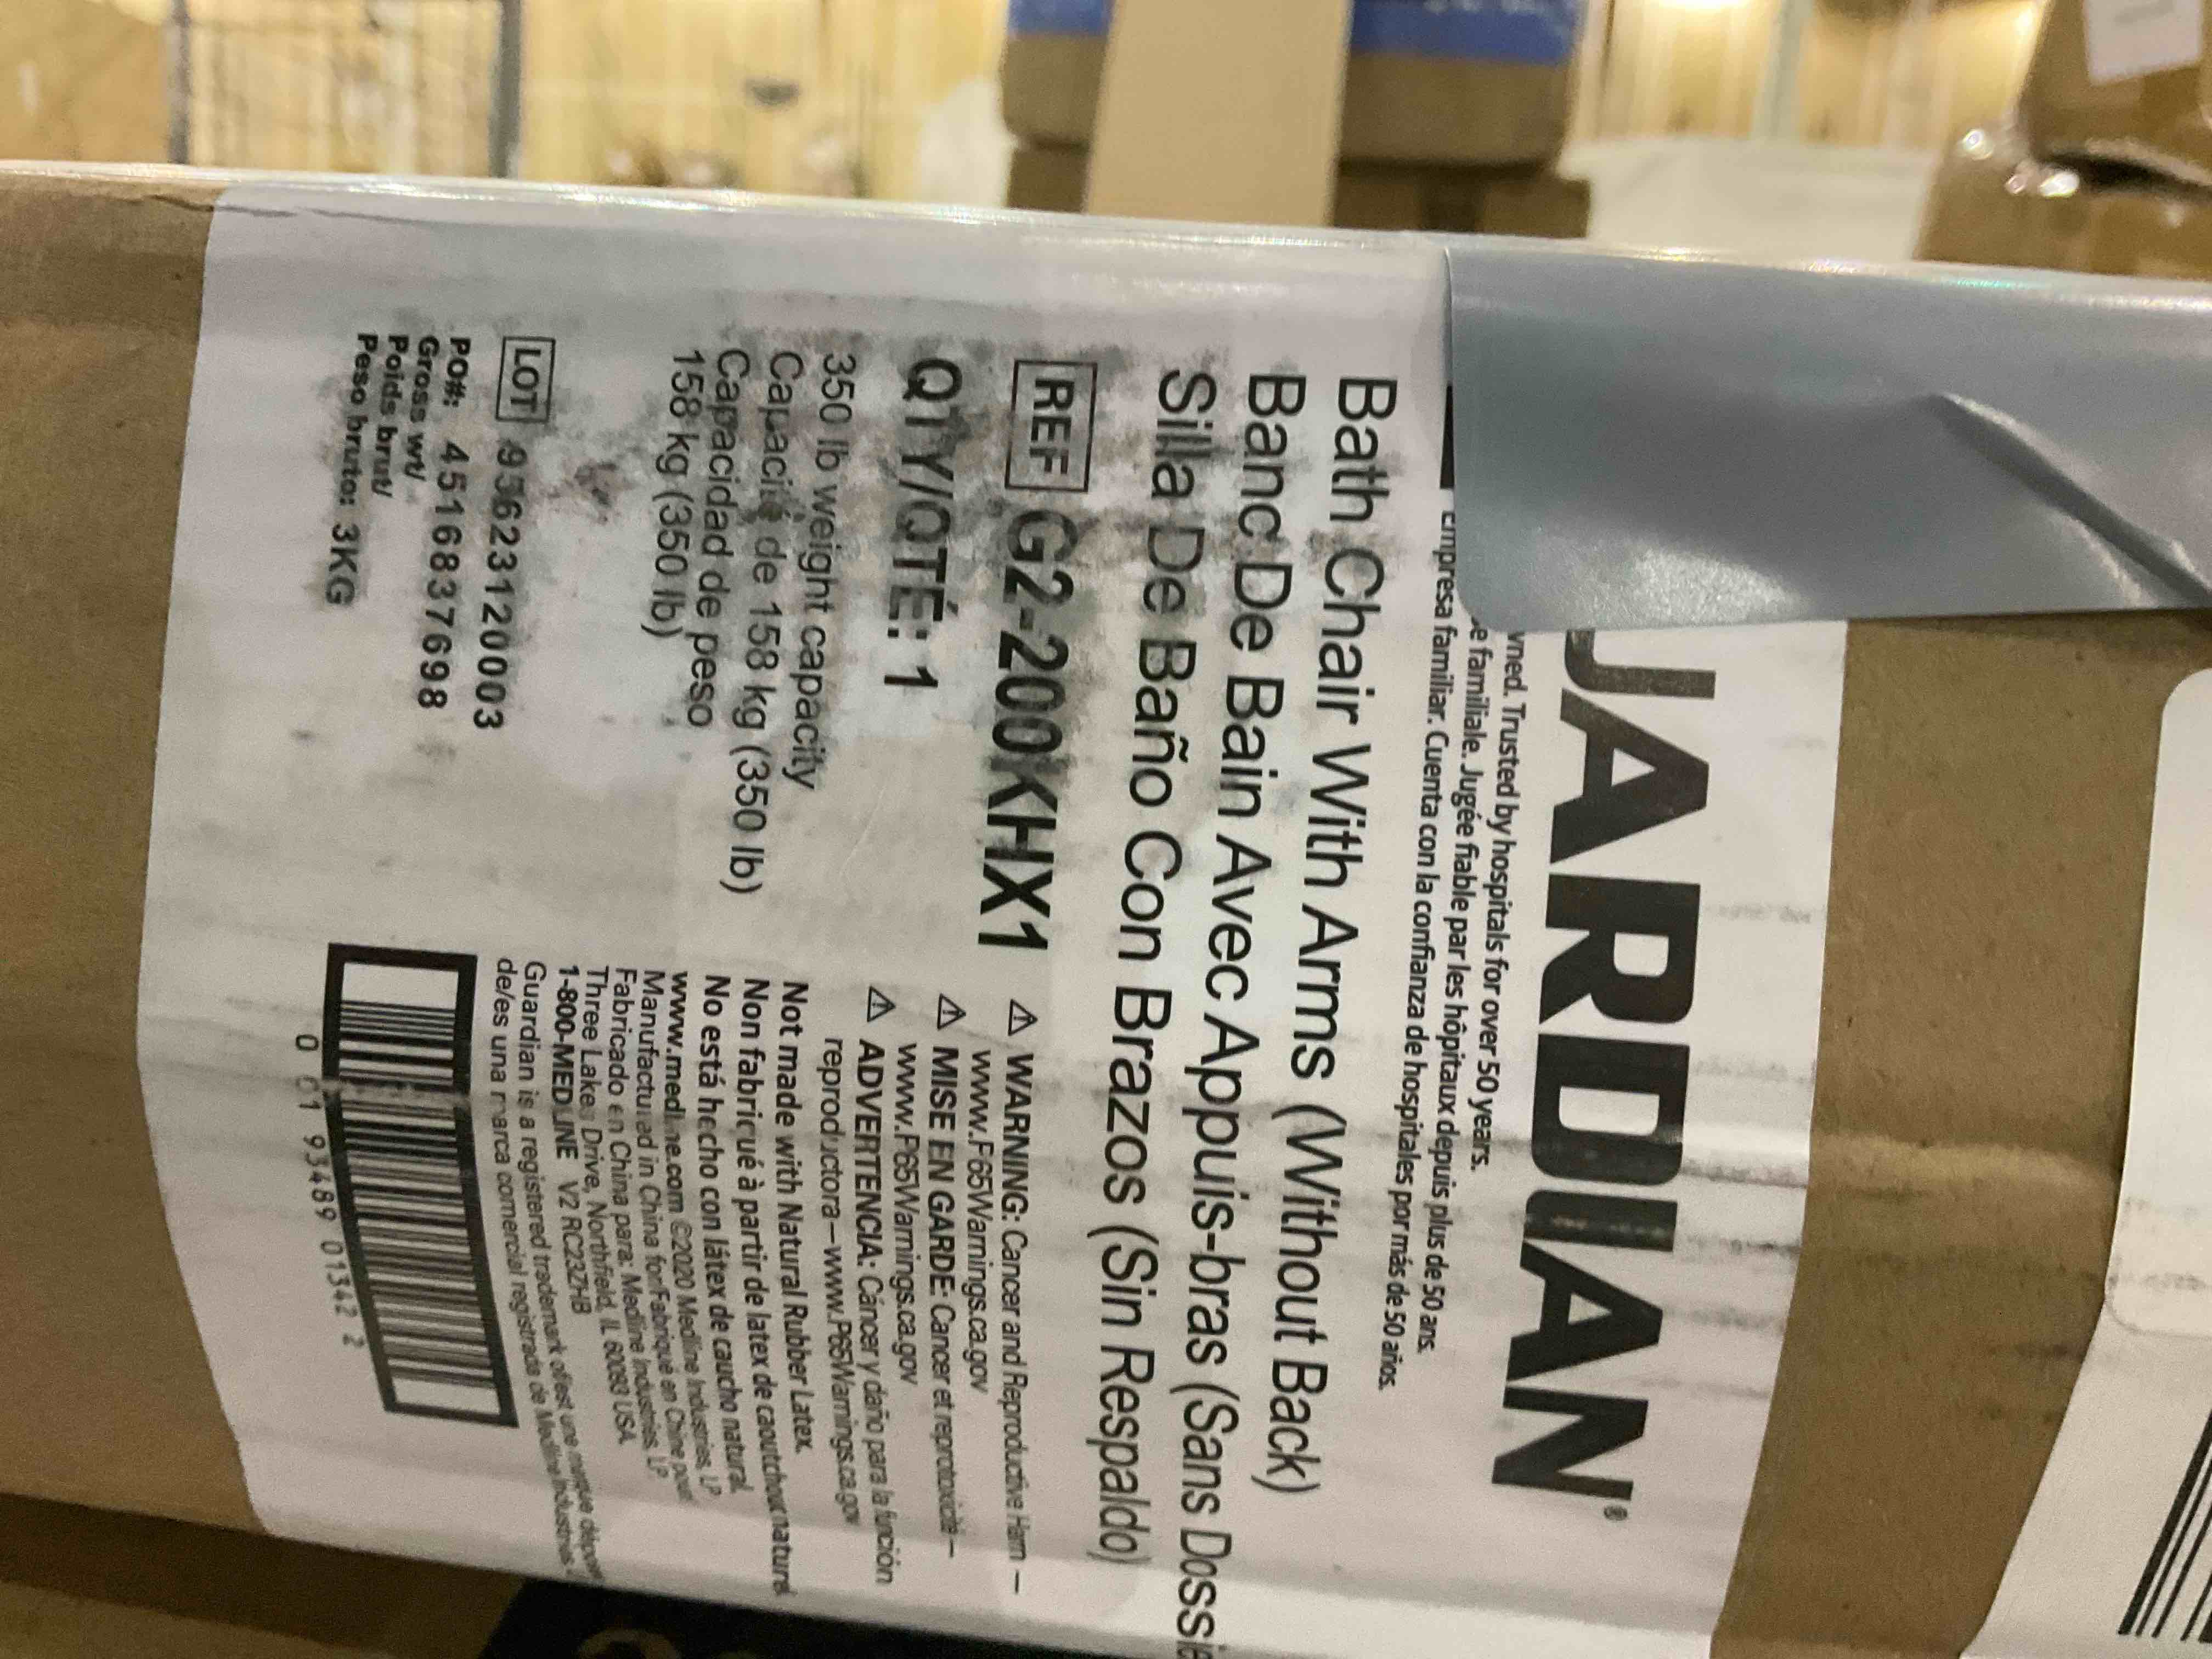 JARDIAN®
wned. Trusted by hospitals for over 50 years.
e familiale. Jugée fiable par les hôpitaux depuis plus de 50 ans.
empresa familiar. Cuenta con la confianza de hospitales por más de 50 años.
Bath Chair With Arms (Without Back)
Banc De Bain Avec Appuis-bras (Sans Dossie
Silla De Baño Con Brazos (Sin Respaldo)
REF G2-200KHX1
QTY/QTÉ: 1
350 lb weight capacity
Capacité de 158 kg (350 lb)
Capacidad de peso
158 kg (350 lb)
LOT 95623120003
PO#: 4516837698
Gross wt/
Poids brut/
Peso bruto: 3KG
⚠ WARNING: Cancer and Reproductive Harm –
www.P65Warnings.ca.gov
⚠ MISE EN GARDE: Cancer et reprotoxicité –
www.P65Warnings.ca.gov
⚠ ADVERTENCIA: Cáncer y daño para la función
reproductora – www.P65Warnings.ca.gov
Not made with Natural Rubber Latex.
Non fabriqué à partir de latex de caoutchouc naturel
No está hecho con látex de caucho natural.
www.medline.com ©2020 Medline Industries, LP
Manufactured in China for/Fabriqué en Chine pour/
Fabricado en China para: Medline Industries, LP
Three Lakes Drive, Northfield, IL 60093 USA
1-800-MEDLINE V2 RC23ZHB
Guardian is a registered trademark of/est une marque déposée
de/es una marca comercial registrada de Medline Industries
0 01 93489 01342 2